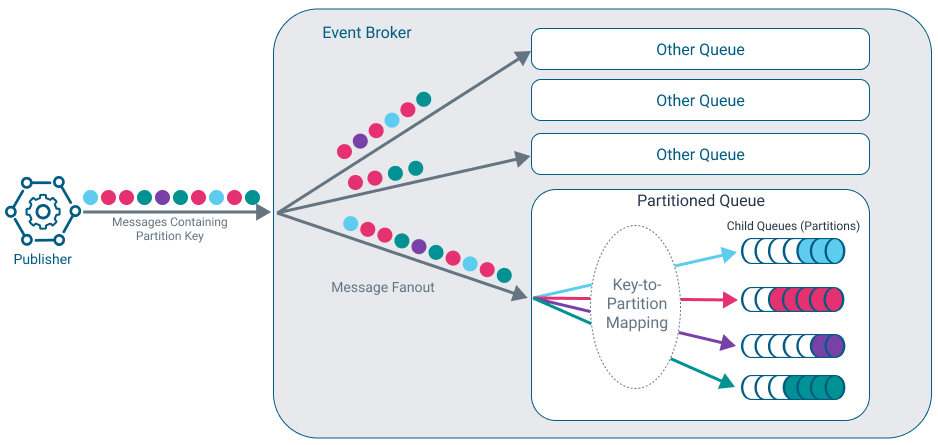 Event Broker
Other Queue
Other Queue
Other Queue
Publisher
Messages Containing
Partition Key
Message Fanout
Partitioned Queue
Child Queues (Partitions)
Key-to-
Partition
Mapping